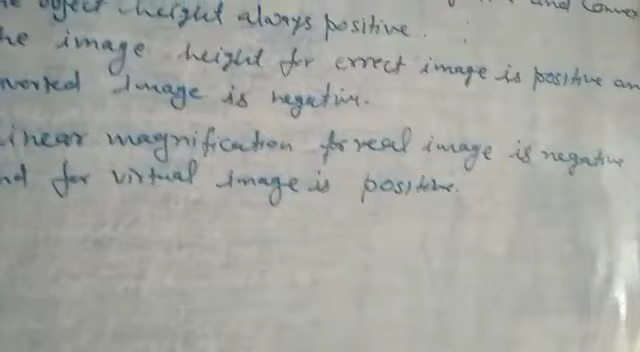 he object height always positive.
he image height for errect image is positive an
nverted Image is negative.
inear magnification for real image is negative
nd for virtual image is positive.